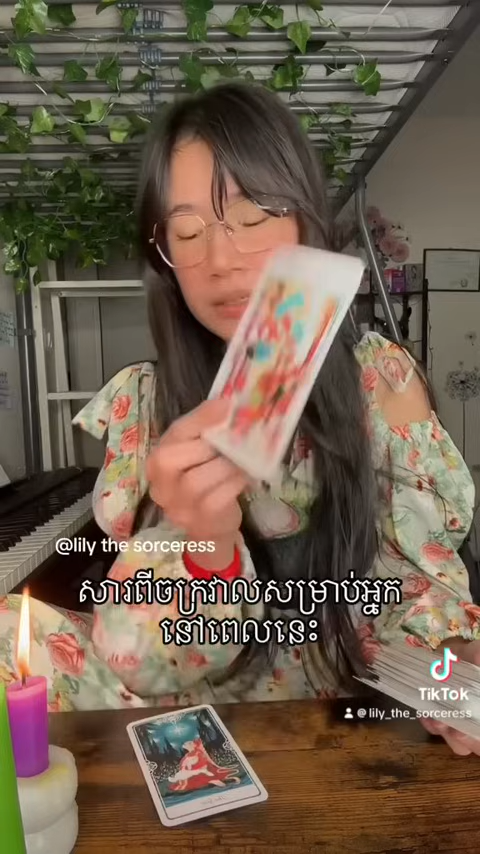 @lily the sorceress
សារពីចក្រវាលសម្រាប់អ្នក
នៅពេលនេះ
TikTok
@lily_the_sorceress